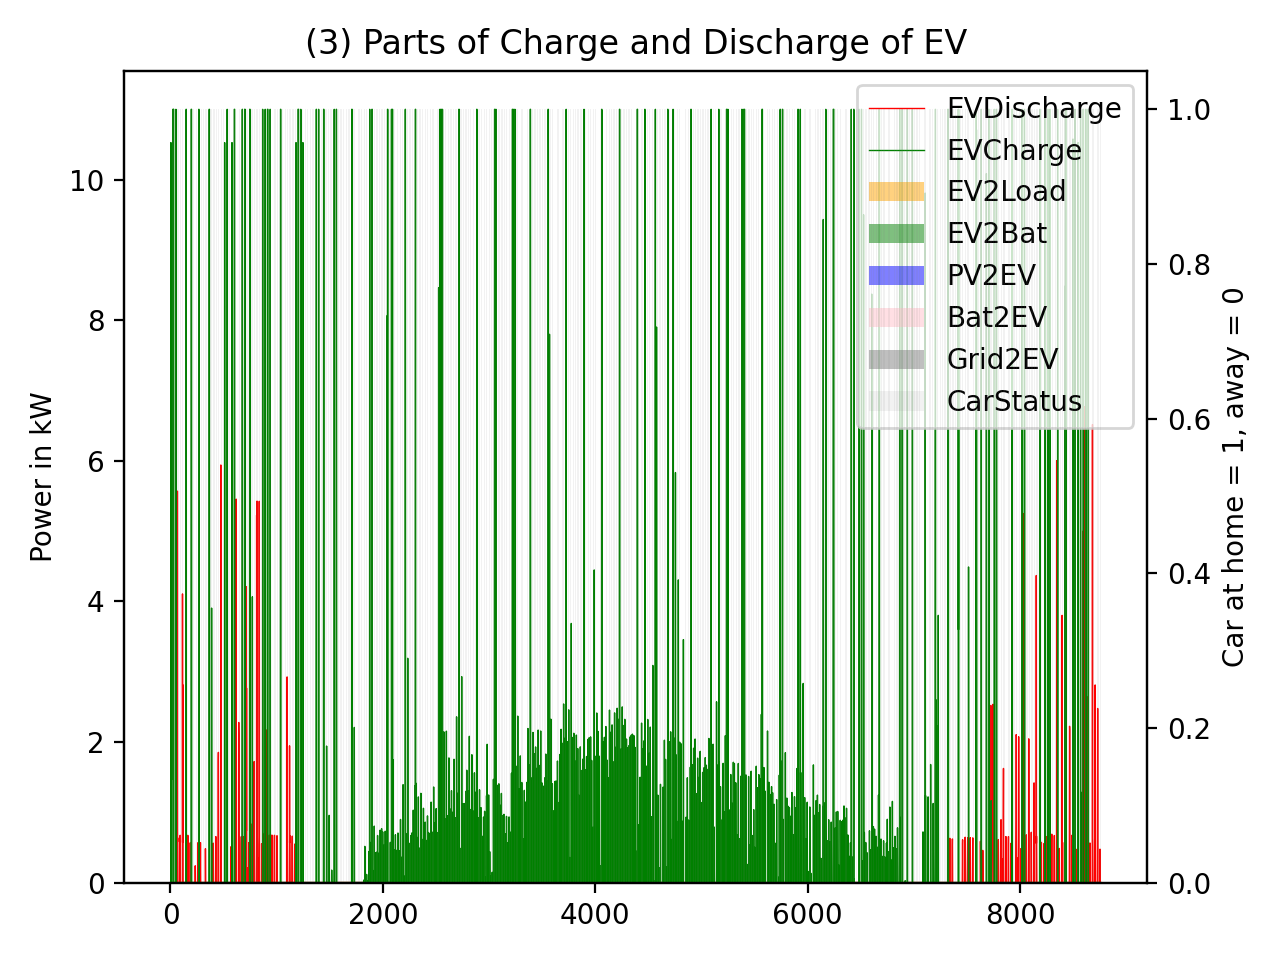 (3) Parts of Charge and Discharge of EV
EVDischarge
EVCharge
EV2Load
EV2Bat
PV2EV
Bat2EV
Grid2EV
CarStatus
Power in kW
10
8
6
4
2
0
1.0
0.8
0.6
0.4
0.2
0.0
Car at home = 1, away = 0
0
2000
4000
6000
8000